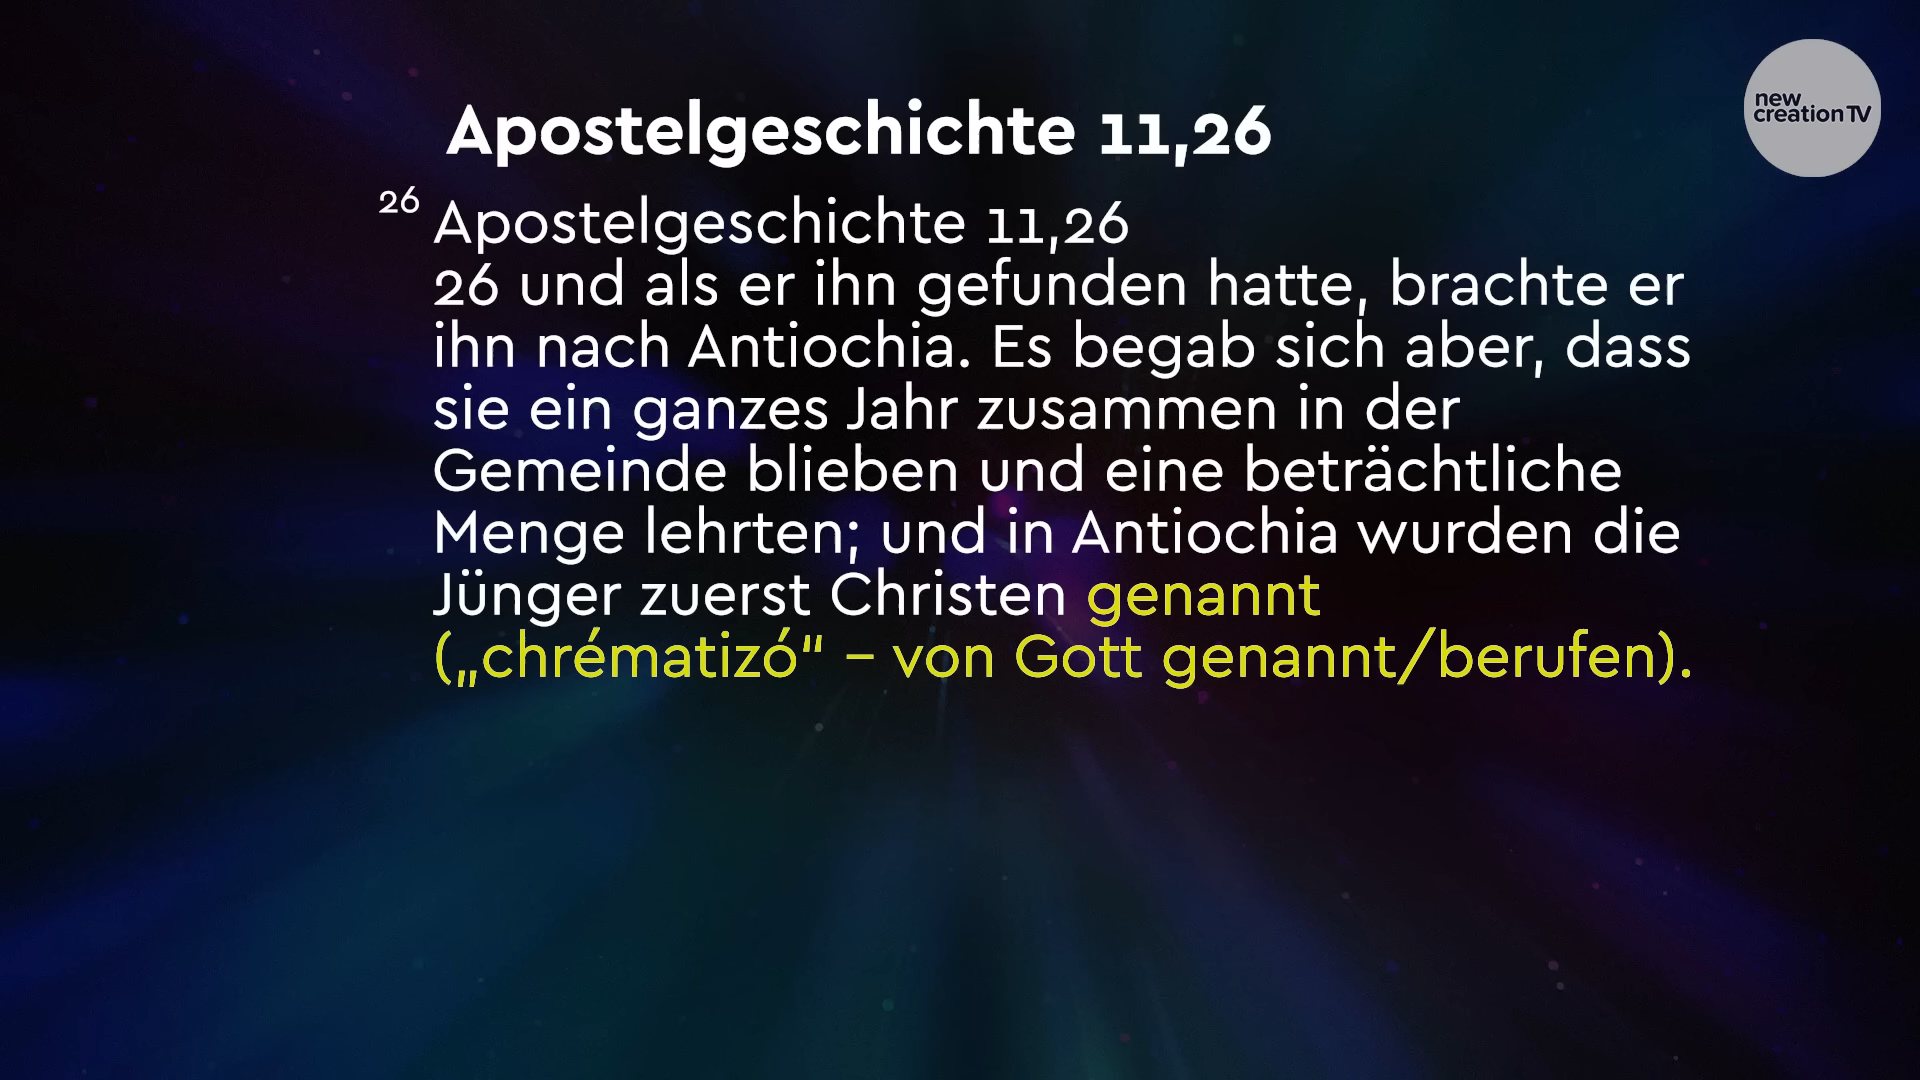 new
creation TV
Apostelgeschichte 11,26
26 Apostelgeschichte 11,26
26 und als er ihn gefunden hatte, brachte er
ihn nach Antiochia. Es begab sich aber, dass
sie ein ganzes Jahr zusammen in der
Gemeinde blieben und eine beträchtliche
Menge lehrten; und in Antiochia wurden die
Jünger zuerst Christen genannt
(„chrématizó“ – von Gott genannt/berufen).